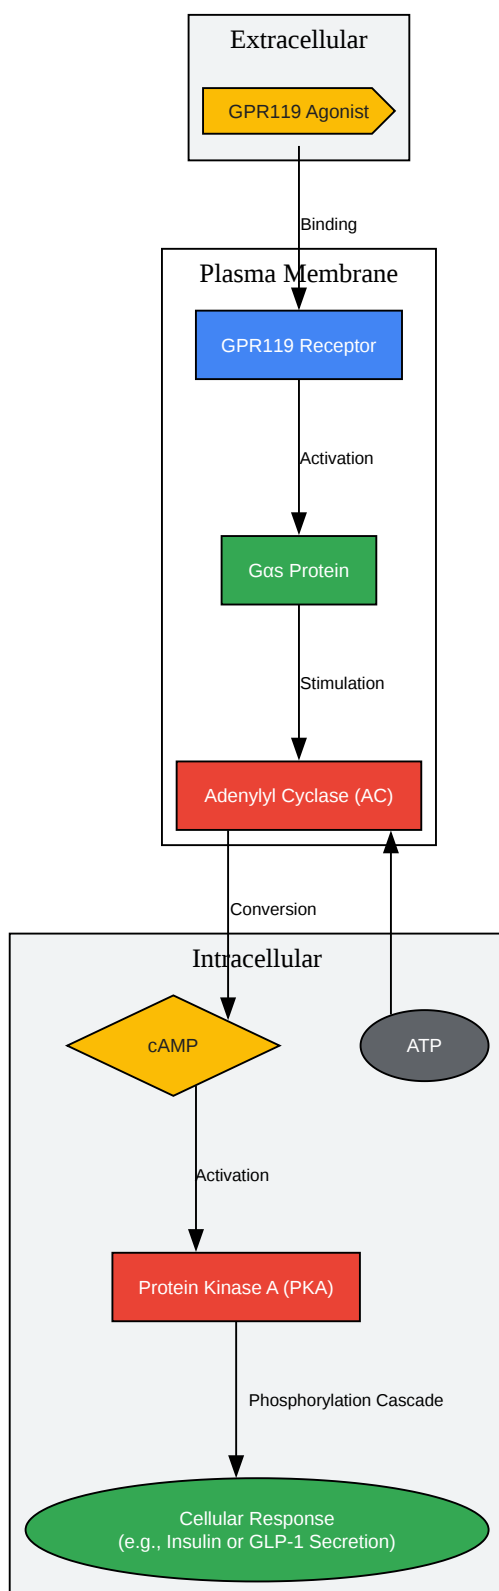 Extracellular
GPR119 Agonist
Binding
Plasma Membrane
GPR119 Receptor
Activation
Gαs Protein
Stimulation
Adenylyl Cyclase (AC)
Conversion
Intracellular
cAMP
ATP
Activation
Protein Kinase A (PKA)
Phosphorylation Cascade
Cellular Response
(e.g., Insulin or GLP-1 Secretion)